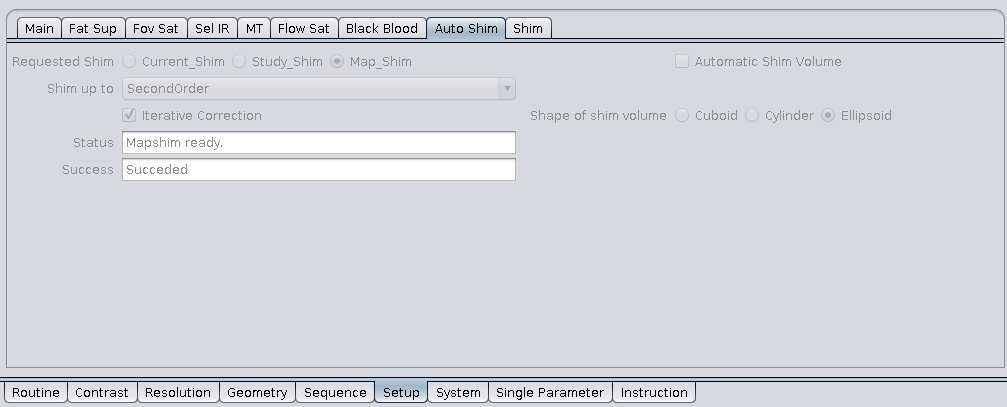 Main Fat Sup Fov Sat Sel IR MT Flow Sat Black Blood Auto Shim Shim
Requested Shim Current_Shim Study_Shim Map_Shim Automatic Shim Volume
Shim up to SecondOrder
Iterative Correction Shape of shim volume Cuboid Cylinder Ellipsoid
Status Mapshim ready.
Success Succeded
Routine Contrast Resolution Geometry Sequence Setup System Single Parameter Instruction